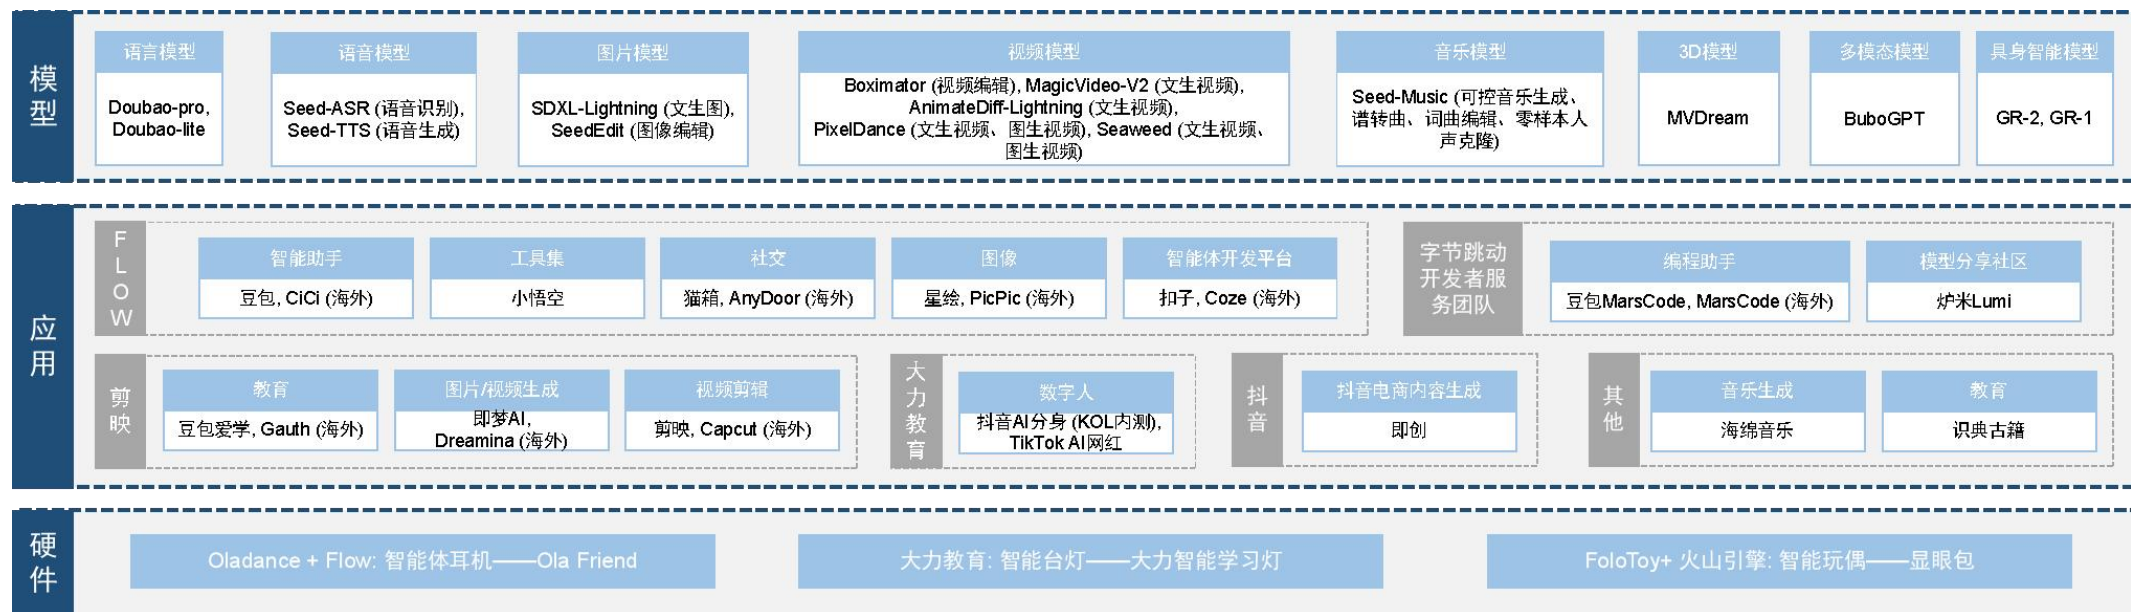 模型
语言模型
Doubao-pro,
Doubao-lite
语音模型
Seed-ASR (语音识别),
Seed-TTS (语音生成)
图片模型
SDXL-Lightning (文生图),
SeedEdit (图像编辑)
视频模型
Boximator (视频编辑), MagicVideo-V2 (文生视频),
AnimateDiff-Lightning (文生视频),
PixelDance (文生视频、图生视频), Seaweed (文生视频、
图生视频)
音乐模型
Seed-Music (可控音乐生成、
谱转曲、词曲编辑、零样本人
声克隆)
3D模型
MVDream
多模态模型
BuboGPT
具身智能模型
GR-2, GR-1
应用
FLOW
智能助手
豆包, CiCi (海外)
工具集
小悟空
社交
猫箱, AnyDoor (海外)
图像
星绘, PicPic (海外)
智能体开发平台
扣子, Coze (海外)
字节跳动
开发者服
务团队
编程助手
豆包MarsCode, MarsCode (海外)
模型分享社区
炉米Lumi
剪映
教育
豆包爱学, Gauth (海外)
图片/视频生成
即梦AI,
Dreamina (海外)
视频剪辑
剪映, Capcut (海外)
大力教育
数字人
抖音AI分身 (KOL内测),
TikTok AI网红
抖音
抖音电商内容生成
即创
其他
音乐生成
海绵音乐
教育
识典古籍
硬件
Oladance + Flow: 智能体耳机——Ola Friend
大力教育: 智能台灯——大力智能学习灯
FoloToy+ 火山引擎: 智能玩偶——显眼包